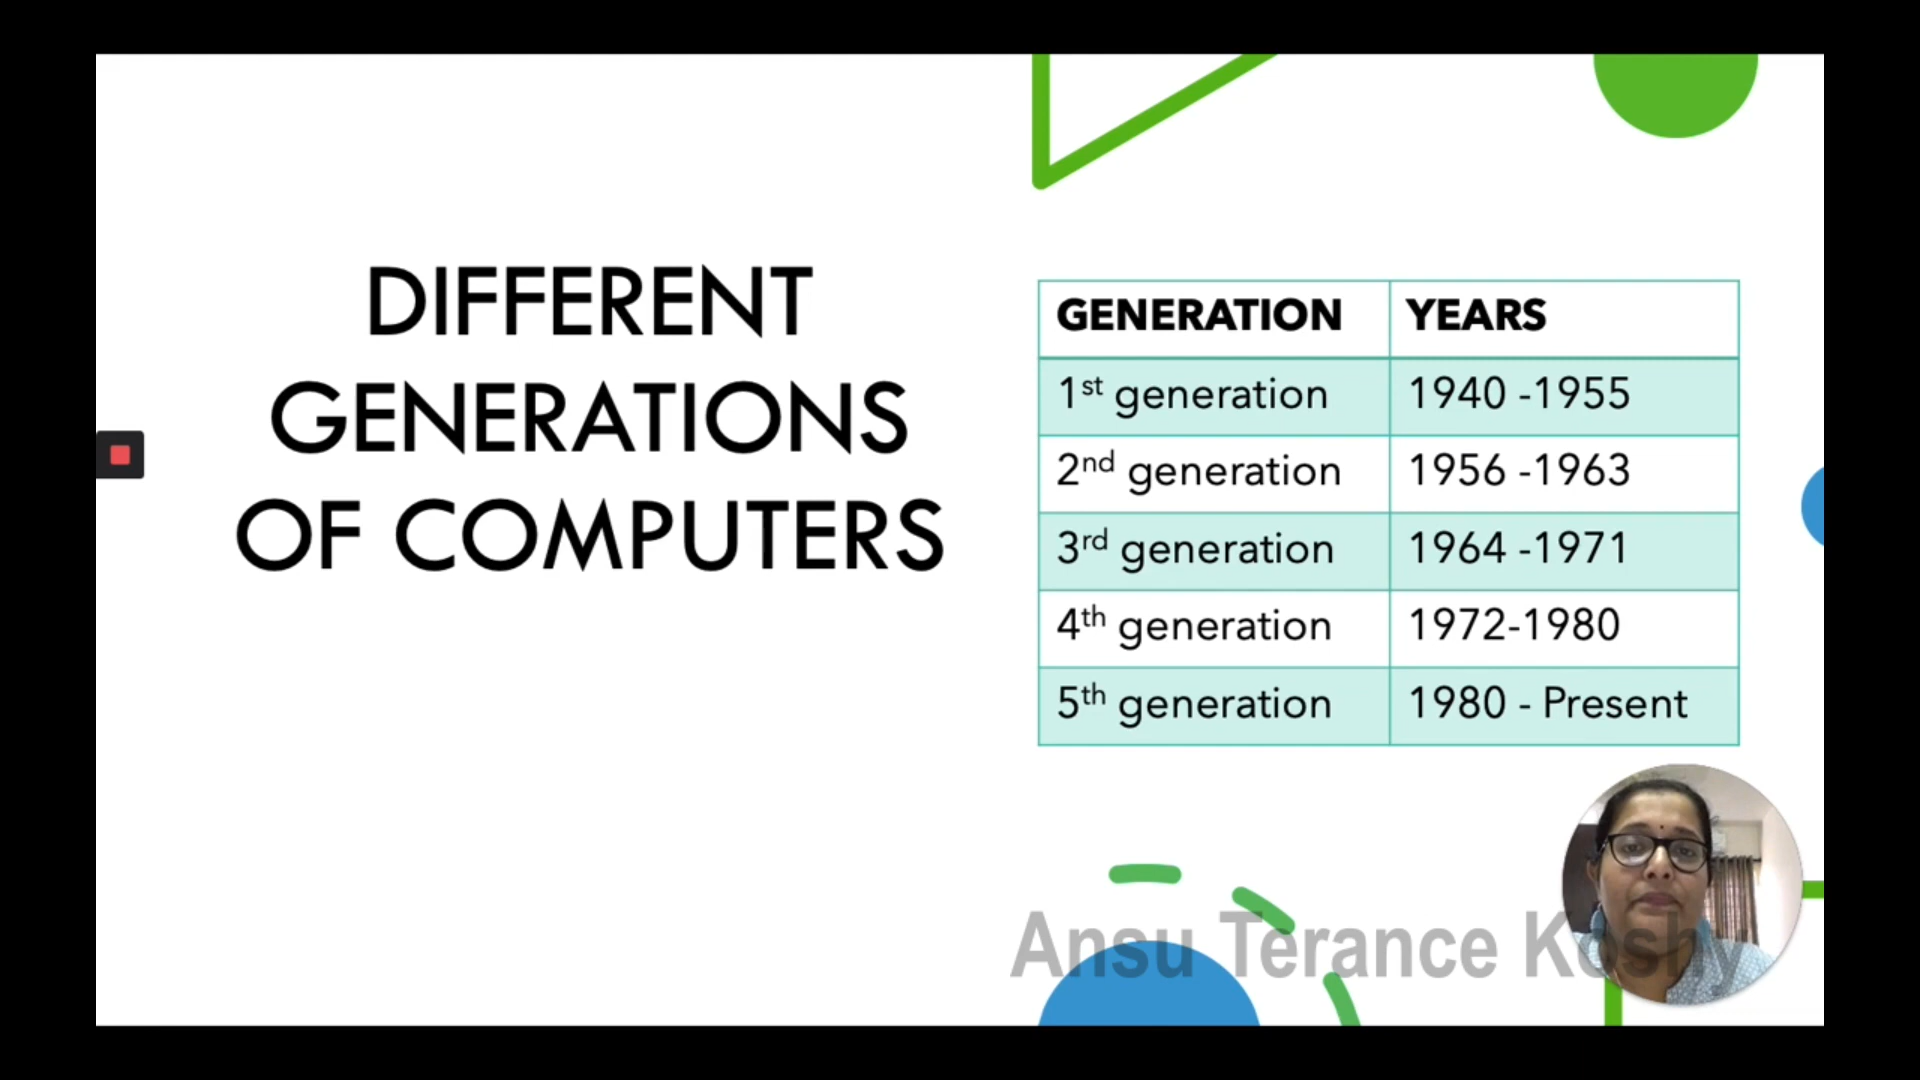 DIFFERENT
GENERATIONS
OF COMPUTERS
GENERATION YEARS
1st generation 1940 -1955
2nd generation 1956 -1963
3rd generation 1964 -1971
4th generation 1972-1980
5th generation 1980 - Present
Ansu Terance Koshy